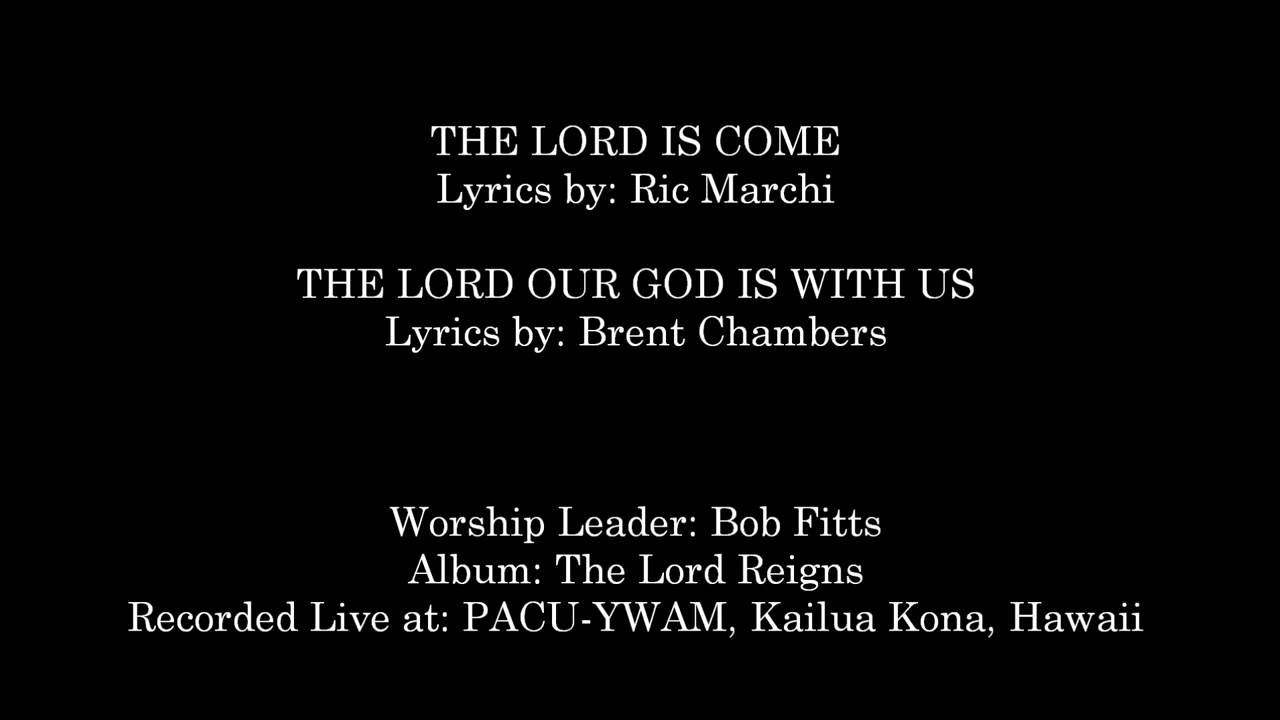 THE LORD IS COME
Lyrics by: Ric Marchi
THE LORD OUR GOD IS WITH US
Lyrics by: Brent Chambers
Worship Leader: Bob Fitts
Album: The Lord Reigns
Recorded Live at: PACU-YWAM, Kailua Kona, Hawaii